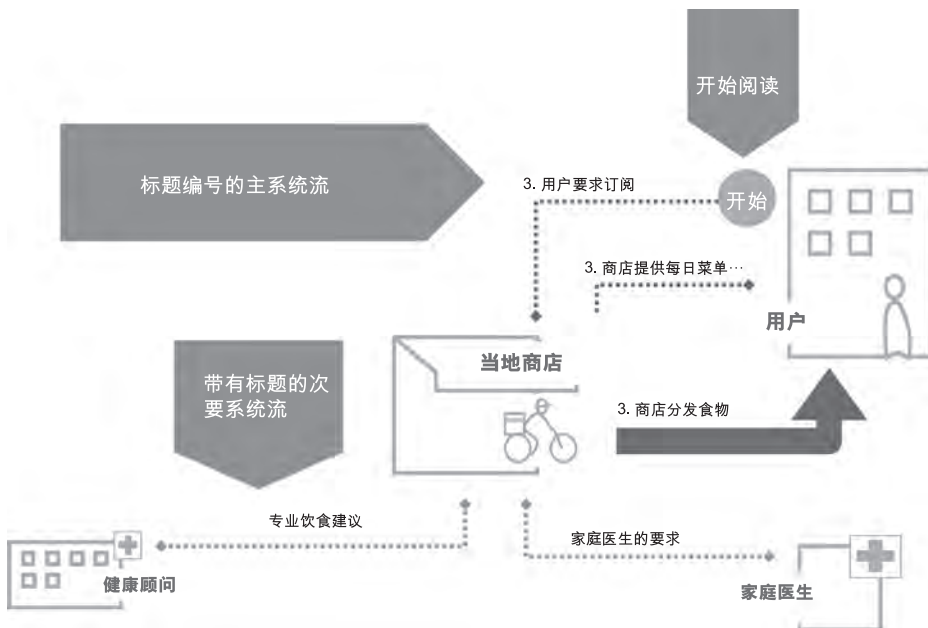 开始阅读
标题编号的主系统流
3. 用户要求订阅
开始
3. 商店提供每日菜单…
用户
当地商店
带有标题的次
要系统流
3. 商店分发食物
专业饮食建议
家庭医生的要求
健康顾问
家庭医生